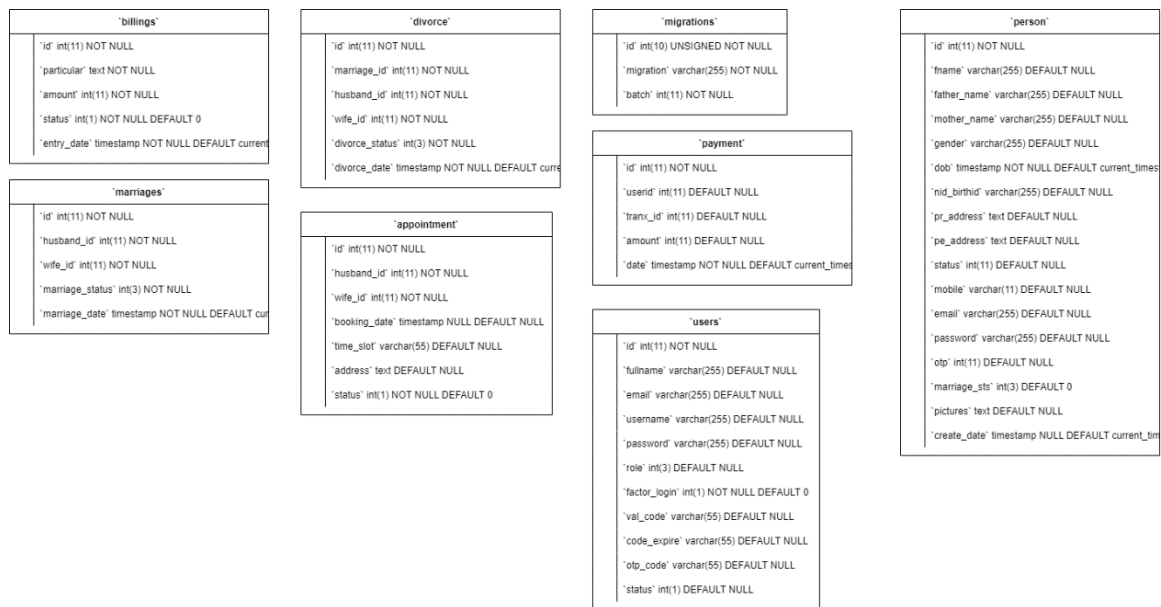 `billings`
`id` int(11) NOT NULL
`particular` text NOT NULL
`amount` int(11) NOT NULL
`status` int(1) NOT NULL DEFAULT 0
`entry_date` timestamp NOT NULL DEFAULT current
`marriages`
`id` int(11) NOT NULL
`husband_id` int(11) NOT NULL
`wife_id` int(11) NOT NULL
`marriage_status` int(3) NOT NULL
`marriage_date` timestamp NOT NULL DEFAULT cur
`divorce`
`id` int(11) NOT NULL
`marriage_id` int(11) NOT NULL
`husband_id` int(11) NOT NULL
`wife_id` int(11) NOT NULL
`divorce_status` int(3) NOT NULL
`divorce_date` timestamp NOT NULL DEFAULT curre
`appointment`
`id` int(11) NOT NULL
`husband_id` int(11) NOT NULL
`wife_id` int(11) NOT NULL
`booking_date` timestamp NULL DEFAULT NULL
`time_slot` varchar(55) DEFAULT NULL
`address` text DEFAULT NULL
`status` int(1) NOT NULL DEFAULT 0
`migrations`
`id` int(10) UNSIGNED NOT NULL
`migration` varchar(255) NOT NULL
`batch` int(11) NOT NULL
`payment`
`id` int(11) NOT NULL
`userid` int(11) DEFAULT NULL
`tranx_id` int(11) DEFAULT NULL
`amount` int(11) DEFAULT NULL
`date` timestamp NOT NULL DEFAULT current_times
`users`
`id` int(11) NOT NULL
`fullname` varchar(255) DEFAULT NULL
`email` varchar(255) DEFAULT NULL
`username` varchar(255) DEFAULT NULL
`password` varchar(255) DEFAULT NULL
`role` int(3) DEFAULT NULL
`factor_login` int(1) NOT NULL DEFAULT 0
`val_code` varchar(55) DEFAULT NULL
`code_expire` varchar(55) DEFAULT NULL
`otp_code` varchar(55) DEFAULT NULL
`status` int(1) DEFAULT NULL
`person`
`id` int(11) NOT NULL
`fname` varchar(255) DEFAULT NULL
`father_name` varchar(255) DEFAULT NULL
`mother_name` varchar(255) DEFAULT NULL
`gender` varchar(255) DEFAULT NULL
`dob` timestamp NOT NULL DEFAULT current_times
`nid_birthid` varchar(255) DEFAULT NULL
`pr_address` text DEFAULT NULL
`pe_address` text DEFAULT NULL
`status` int(11) DEFAULT NULL
`mobile` varchar(11) DEFAULT NULL
`email` varchar(255) DEFAULT NULL
`password` varchar(255) DEFAULT NULL
`otp` int(11) DEFAULT NULL
`marriage_sts` int(3) DEFAULT 0
`pictures` text DEFAULT NULL
`create_date` timestamp NULL DEFAULT current_tim